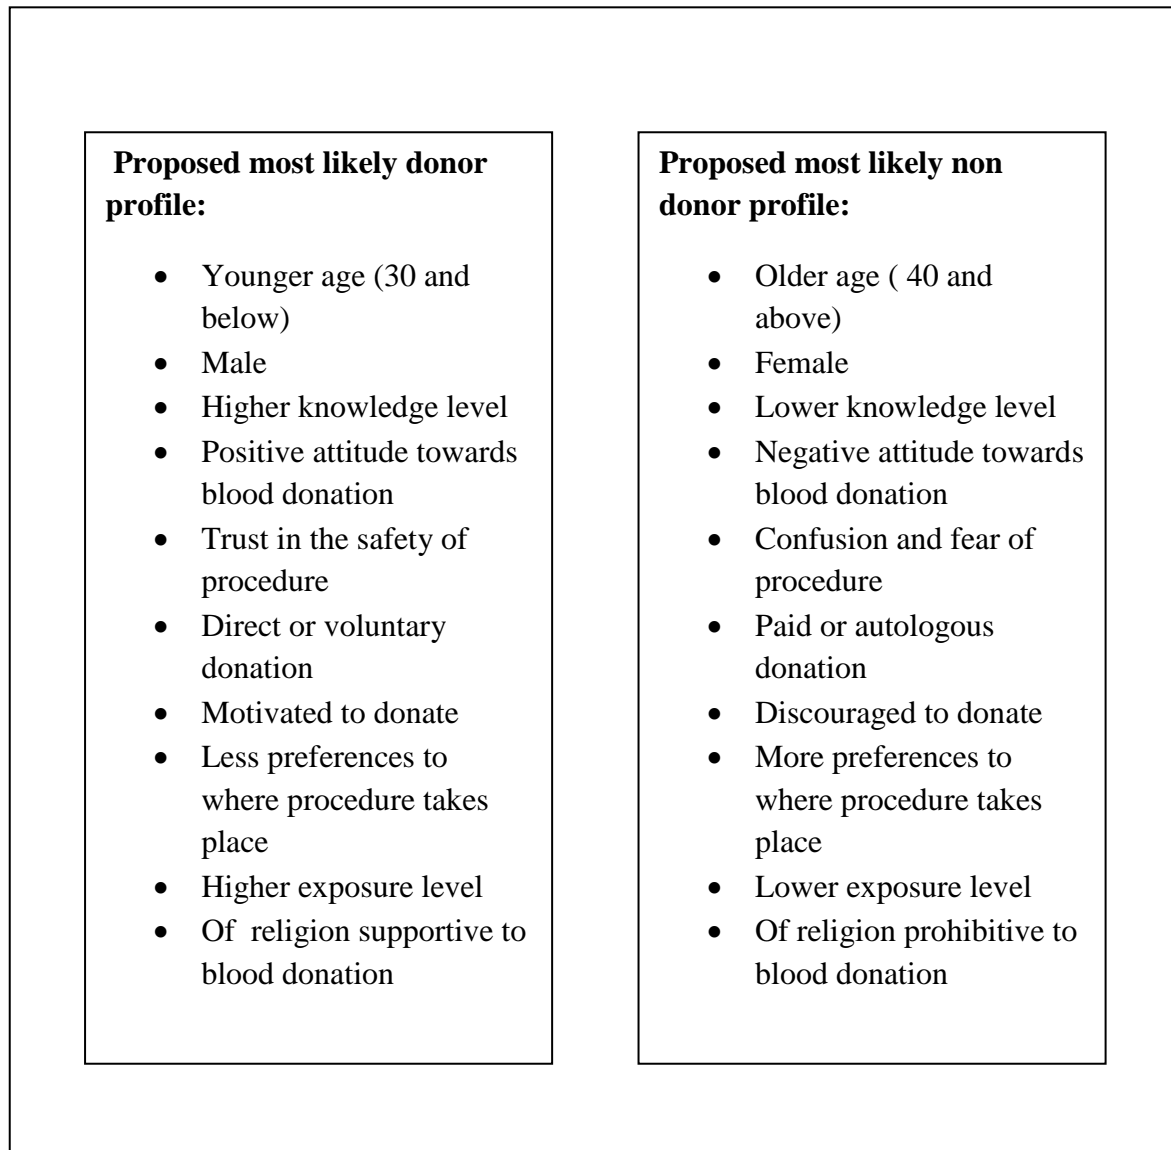 Proposed most likely donor
profile:
• Younger age (30 and
below)
• Male
• Higher knowledge level
• Positive attitude towards
blood donation
• Trust in the safety of
procedure
• Direct or voluntary
donation
• Motivated to donate
• Less preferences to
where procedure takes
place
• Higher exposure level
• Of  religion supportive to
blood donation
Proposed most likely non
donor profile:
• Older age ( 40 and
above)
• Female
• Lower knowledge level
• Negative attitude towards
blood donation
• Confusion and fear of
procedure
• Paid or autologous
donation
• Discouraged to donate
• More preferences to
where procedure takes
place
• Lower exposure level
• Of religion prohibitive to
blood donation